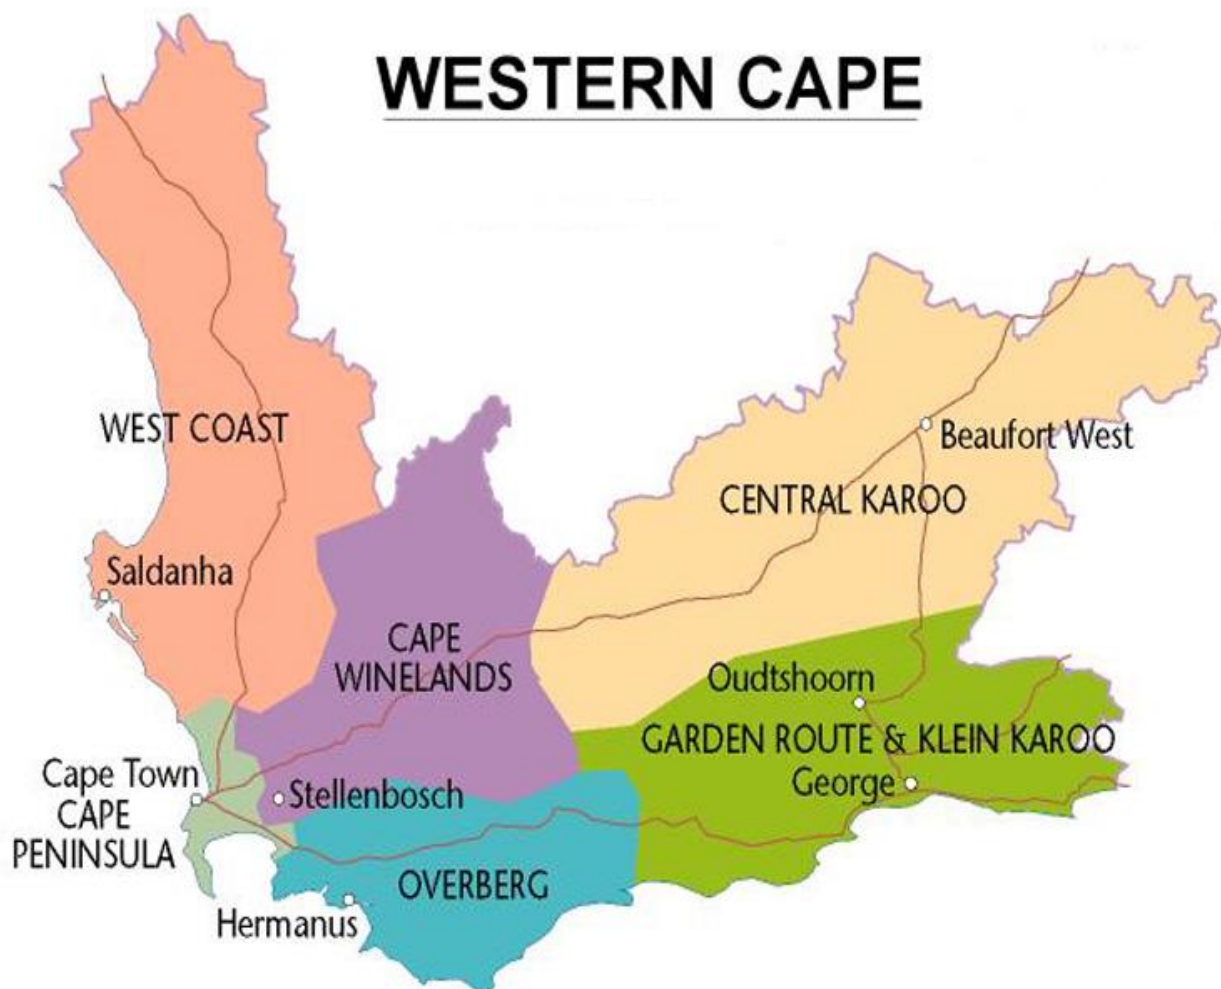 WESTERN CAPE
WEST COAST
Beaufort West
CENTRAL KAROO
Saldanha
CAPE
WINELANDS
Oudtshoorn
GARDEN ROUTE & KLEIN KAROO
George
Cape Town
CAPE
PENINSULA
Stellenbosch
OVERBERG
Hermanus